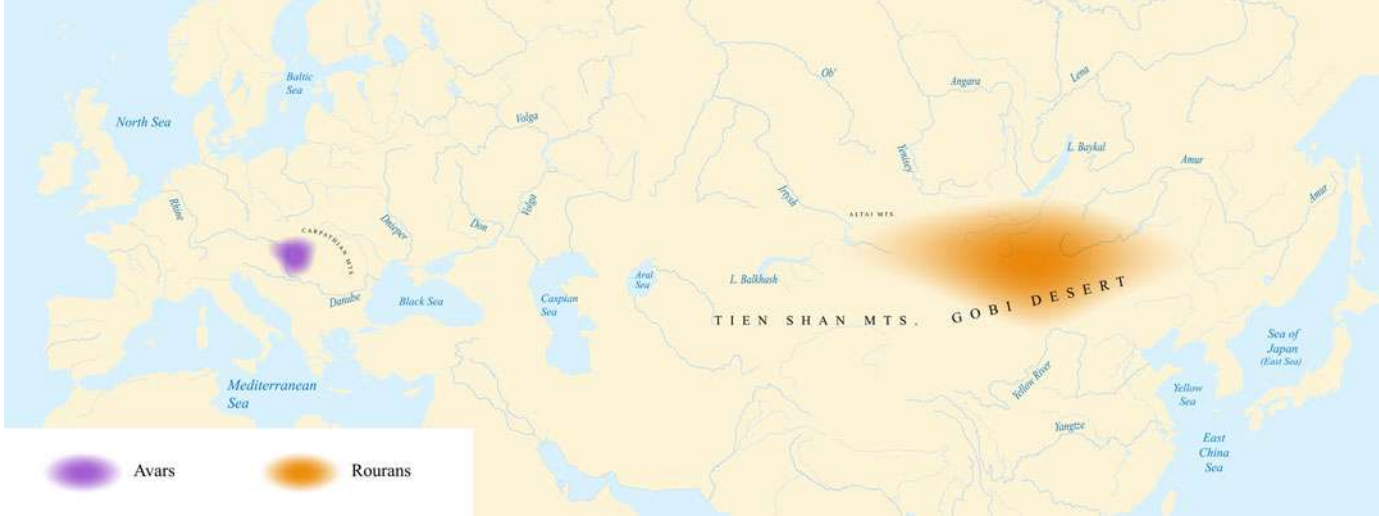 Baltic
Sea
North Sea
Ob'
Angara
Lena
Volga
L. Baykal
Amur
Yenisey
Rhine
Irtysh
Amur
Volga
Dnieper
Don
ALTAI MTS.
CARPATHIAN MTS.
Aral
Sea
L. Balkhash
Danube
Black Sea
Caspian
Sea
GOBI DESERT
TIEN SHAN MTS.
Sea of
Japan
(East Sea)
Mediterranean
Sea
Yellow River
Yellow
Sea
Yangtze
East
China
Sea
Avars
Rourans